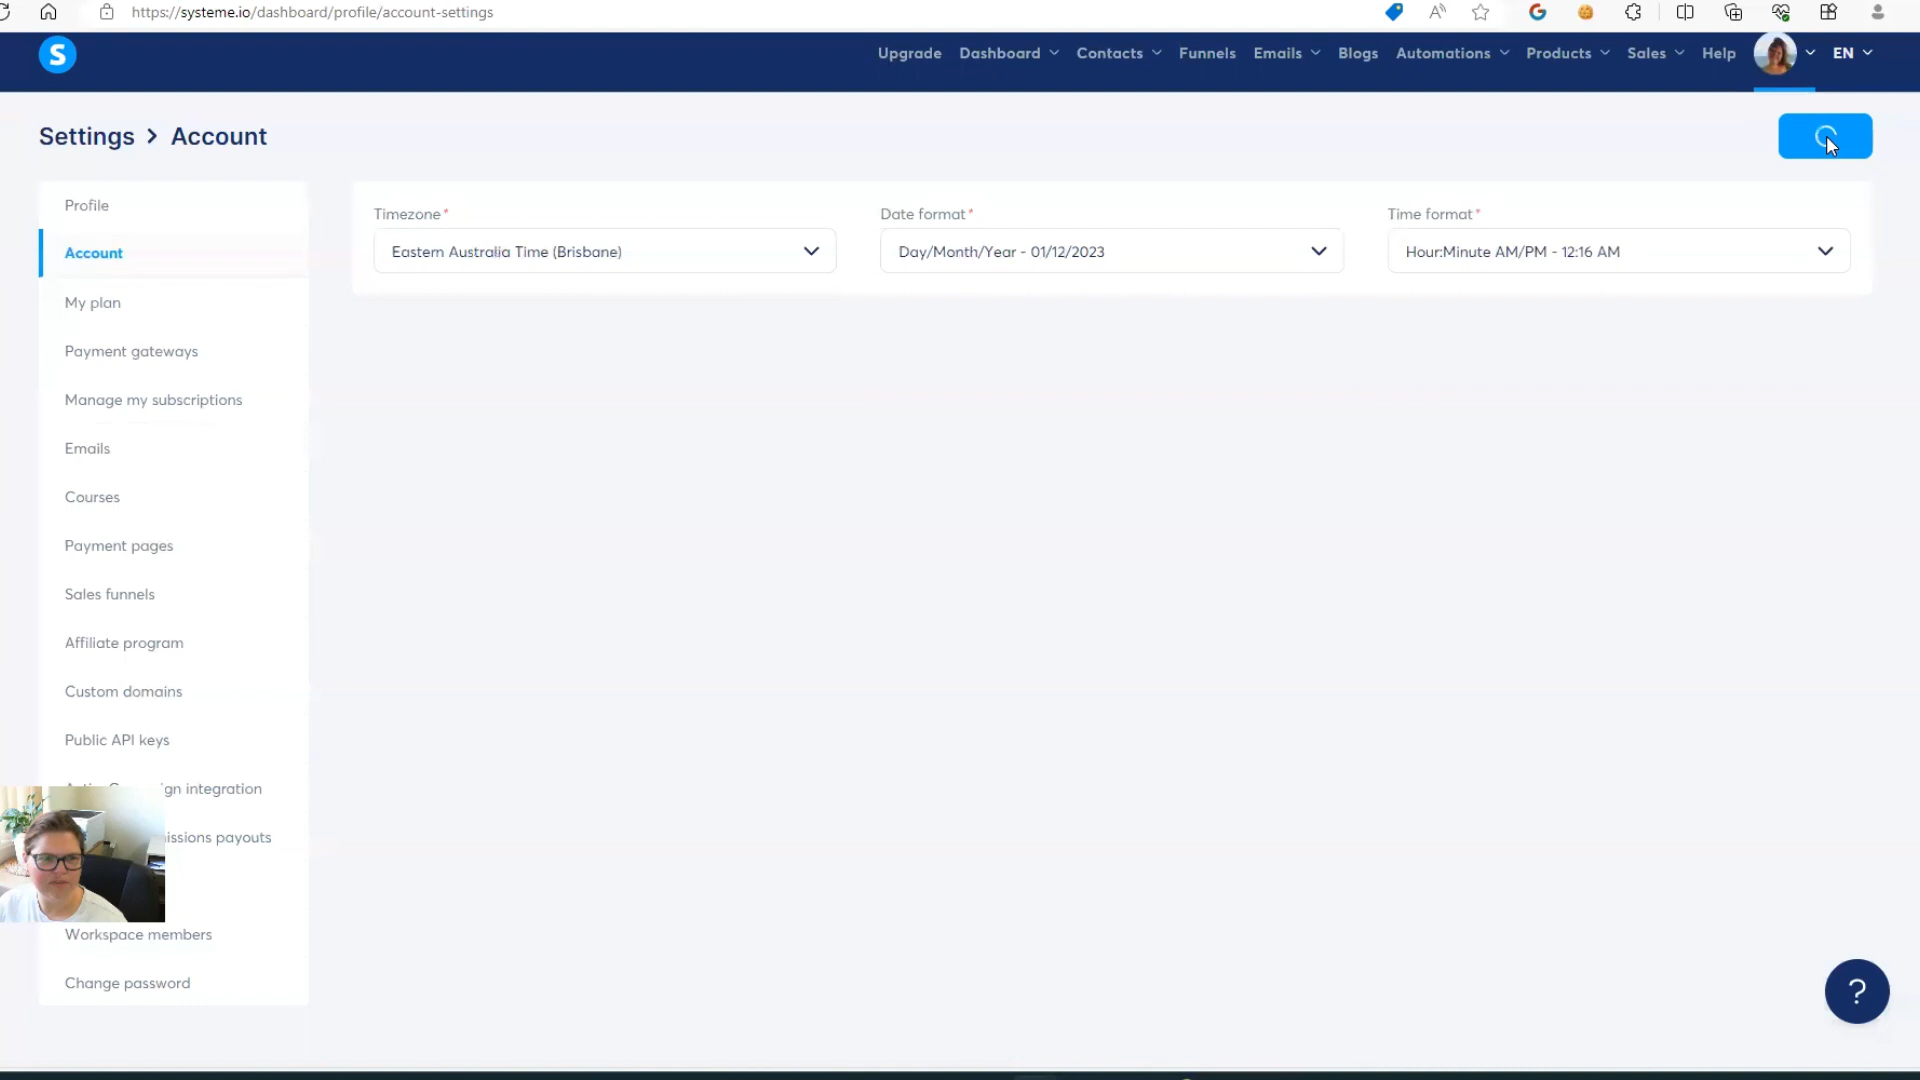 https://systeme.io/dashboard/profile/account-settings
S
Upgrade Dashboard Contacts Funnels Emails Blogs Automations Products Sales Help EN
Settings > Account
Profile
Account
My plan
Payment gateways
Manage my subscriptions
Emails
Courses
Payment pages
Sales funnels
Affiliate program
Custom domains
Public API keys
integration
payouts
Workspace members
Change password
Timezone*
Eastern Australia Time (Brisbane)
Date format*
Day/Month/Year - 01/12/2023
Time format*
Hour:Minute AM/PM - 12:16 AM
?